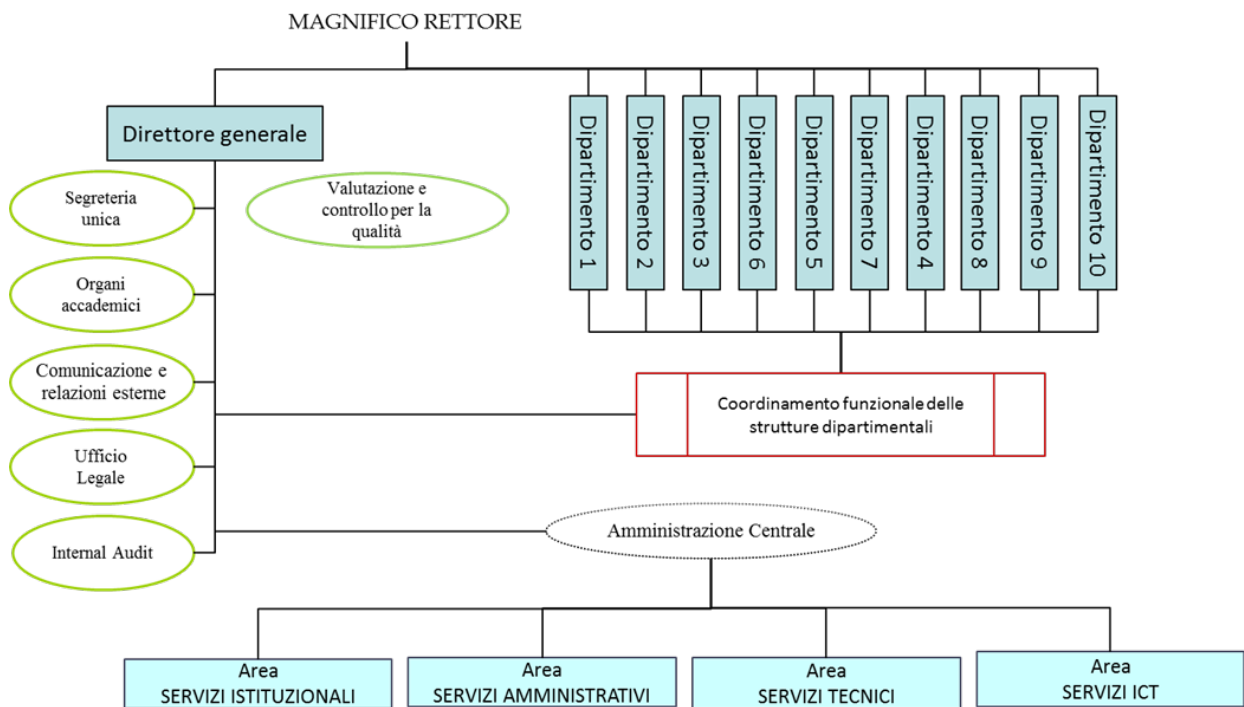 MAGNIFICO RETTORE
Direttore generale
Dipartimento 1
Dipartimento 2
Dipartimento 3
Dipartimento 6
Dipartimento 5
Dipartimento 7
Dipartimento 4
Dipartimento 8
Dipartimento 9
Dipartimento 10
Segreteria
unica
Valutazione e
controllo per la
qualità
Organi
accademici
Comunicazione e
relazioni esterne
Coordinamento funzionale delle
strutture dipartimentali
Ufficio
Legale
Amministrazione Centrale
Internal Audit
Area
SERVIZI ISTITUZIONALI
Area
SERVIZI AMMINISTRATIVI
Area
SERVIZI TECNICI
Area
SERVIZI ICT